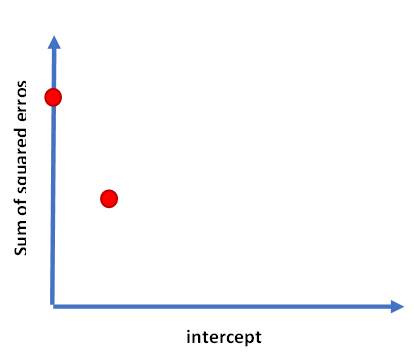 Sum of squared erros
intercept